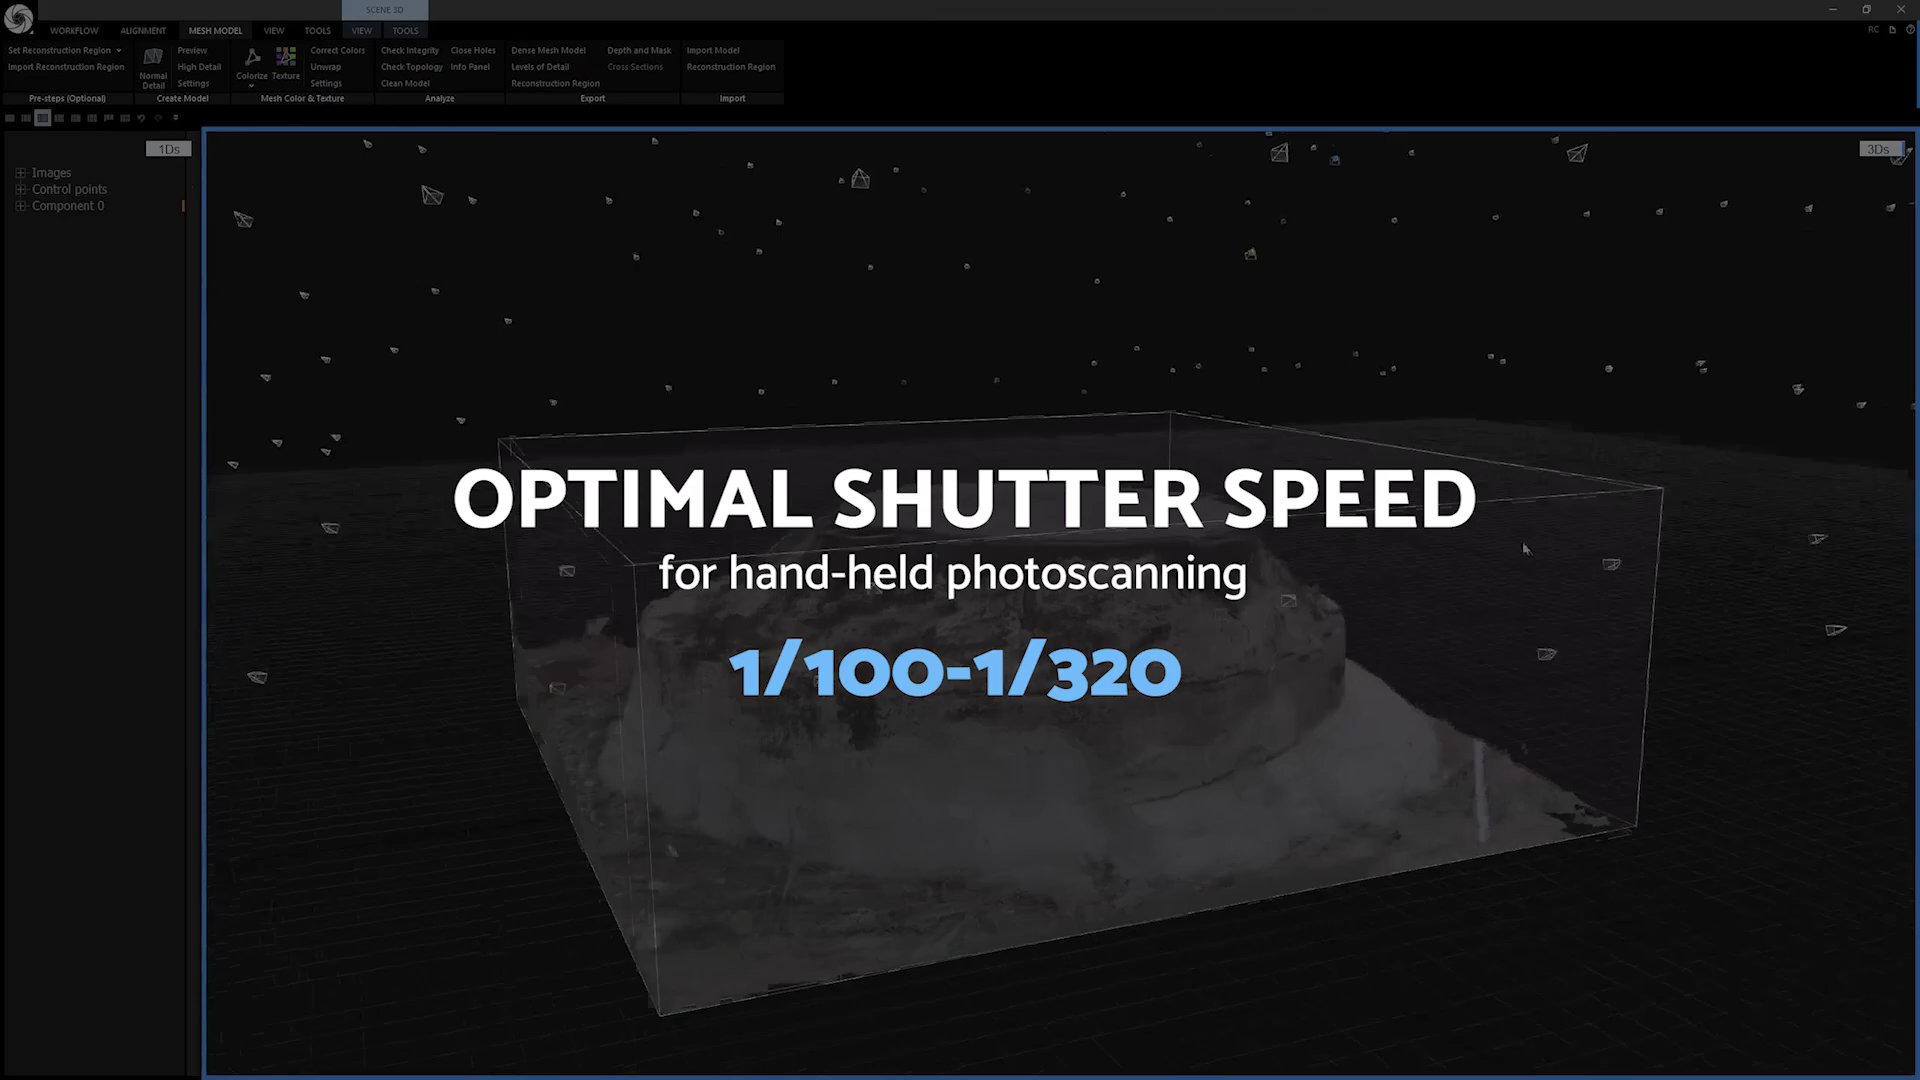 SCENE 3D
WORKFLOW ALIGNMENT MESH MODEL VIEW TOOLS VIEW TOOLS
RC
Set Reconstruction Region
Import Reconstruction Region
Pre-steps (Optional)
Normal
Detail
Preview
High Detail
Settings
Create Model
Colorize Texture
Correct Colors
Unwrap
Settings
Mesh Color & Texture
Check Integrity
Check Topology
Clean Model
Close Holes
Info Panel
Analyze
Dense Mesh Model
Levels of Detail
Reconstruction Region
Depth and Mask
Cross Sections
Export
Import Model
Reconstruction Region
Import
1Ds
Images
Control points
Component 0
3Ds
OPTIMAL SHUTTER SPEED
for hand-held photoscanning
1/100-1/320